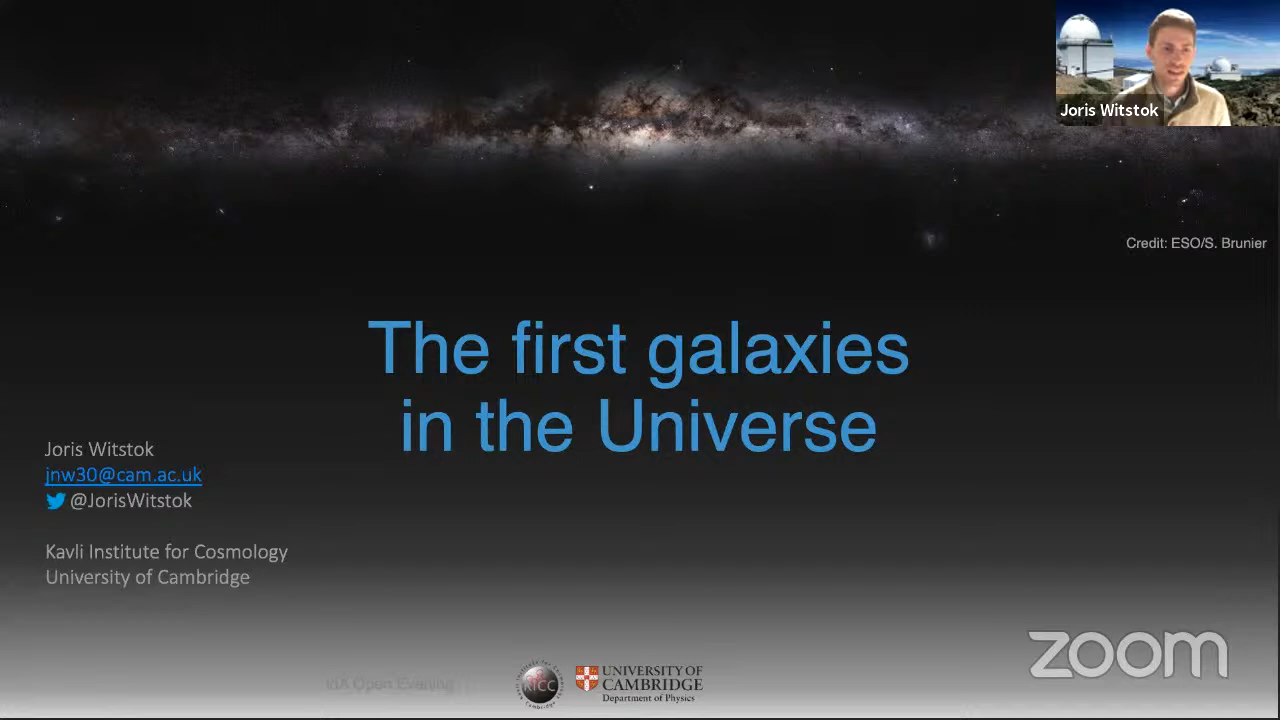 Joris Witstok
Credit: ESO/S. Brunier
The first galaxies
in the Universe
Joris Witstok
jnw30@cam.ac.uk
@JorisWitstok
Kavli Institute for Cosmology
University of Cambridge
zoom
Open Evening
KICC
UNIVERSITY OF
CAMBRIDGE
Department of Physics